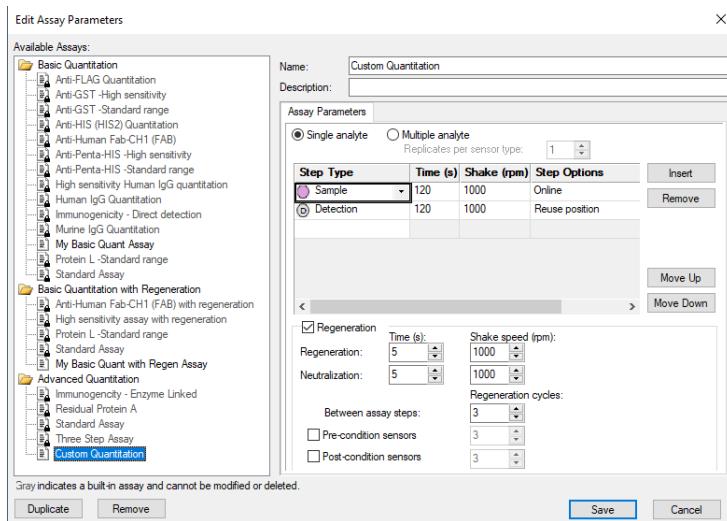 Edit Assay Parameters
Available Assays:
Basic Quantitation
Anti-FLAG Quantitation
Anti-GST -High sensitivity
Anti-GST -Standard range
Anti-HIS (HIS2) Quantitation
Anti-Human Fab-CH1 (FAB)
Anti-Penta-HIS -High sensitivity
Anti-Penta-HIS -Standard range
High sensitivity Human IgG quantitation
Human IgG Quantitation
Immunogenicity - Direct detection
Murine IgG Quantitation
My Basic Quant Assay
Protein L -Standard range
Standard Assay
Basic Quantitation with Regeneration
Anti-Human Fab-CH1 (FAB) with regeneration
High sensitivity assay with regeneration
Protein L -Standard range
Standard Assay
My Basic Quant with Regen Assay
Advanced Quantitation
Immunogencity - Enzyme Linked
Residual Protein A
Standard Assay
Three Step Assay
Custom Quantitation
Gray indicates a built-in assay and cannot be modified or deleted.
Duplicate Remove
Name: Custom Quantitation
Description:
Assay Parameters
Single analyte Multiple analyte
Replicates per sensor type: 1
Step Type Time (s) Shake (rpm) Step Options
Sample 120 1000 Online
D Detection 120 1000 Reuse position
Insert
Remove
Move Up
Move Down
Regeneration
Time (s): Shake speed (rpm):
Regeneration: 5 1000
Neutralization: 5 1000
Regeneration cycles:
Between assay steps: 3
Pre-condition sensors 3
Post-condition sensors 3
Save Cancel